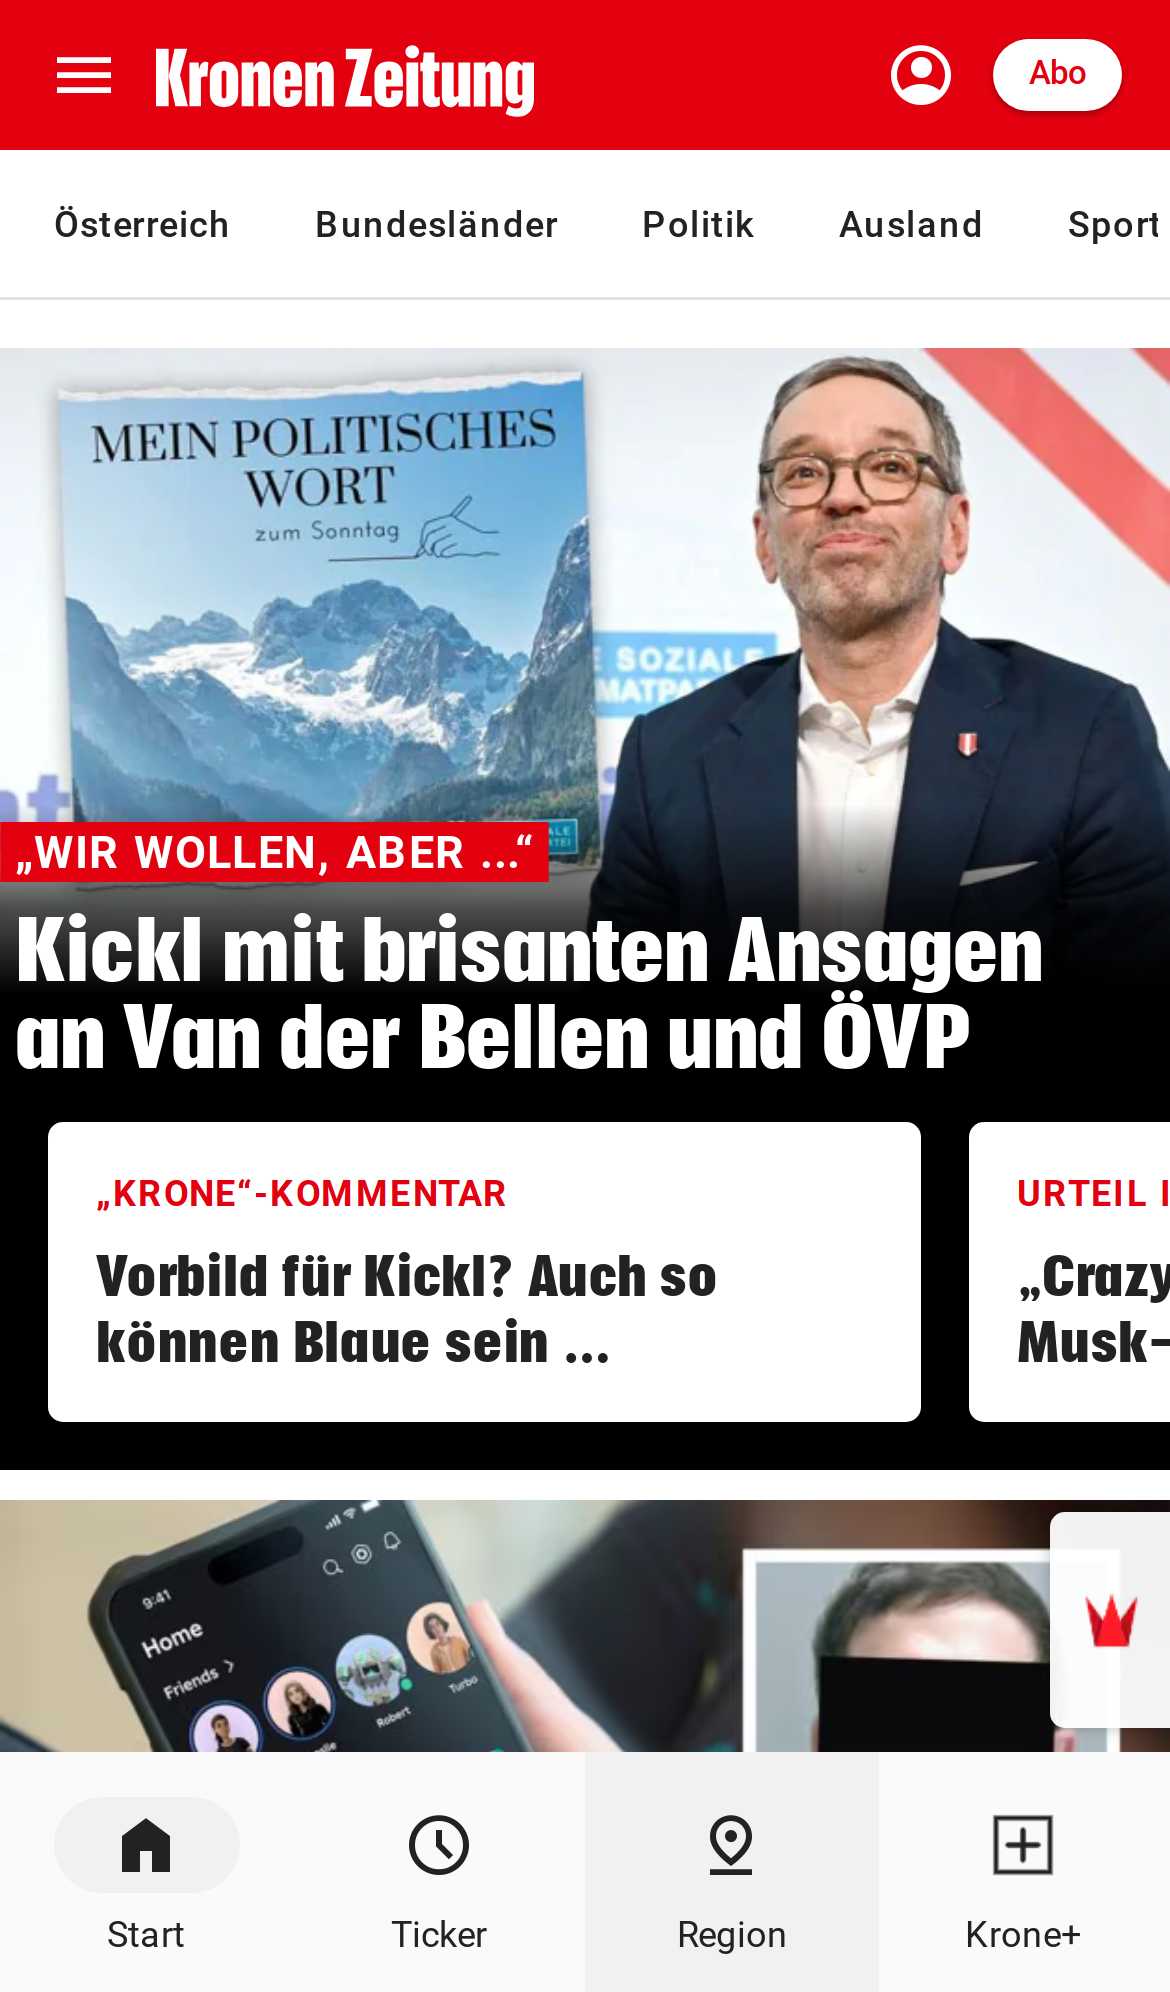 Kronen Zeitung
Abo
Österreich Bundesländer Politik Ausland Sport
MEIN POLITISCHES
WORT
zum Sonntag
SOZIALE
„WIR WOLLEN, ABER ...“
Kickl mit brisanten Ansagen
an Van der Bellen und ÖVP
„KRONE“-KOMMENTAR
Vorbild für Kickl? Auch so
können Blaue sein ...
URTEIL
„Crazy
Musk-
9:41
Home
Friends >
Robert
Turbo
Start Ticker Region Krone+